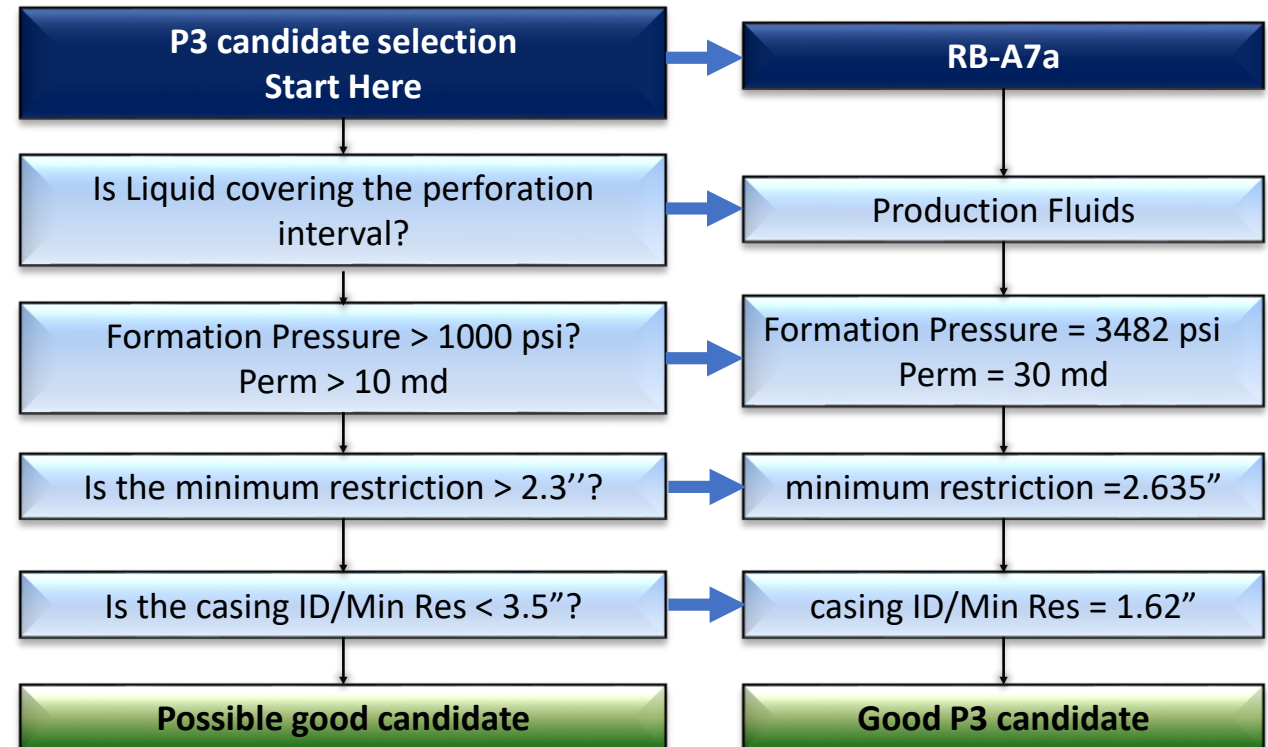 P3 candidate selection
Start Here
RB-A7a
Is Liquid covering the perforation
interval?
Production Fluids
Formation Pressure > 1000 psi?
Perm > 10 md
Formation Pressure = 3482 psi
Perm = 30 md
Is the minimum restriction > 2.3’’?
minimum restriction =2.635”
Is the casing ID/Min Res < 3.5”?
casing ID/Min Res = 1.62”
Possible good candidate
Good P3 candidate